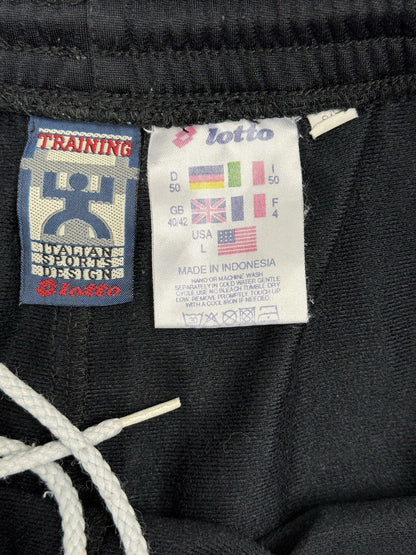 TRAINING
ITALIAN
SPORTS
DESIGN
lotto
lotto
D
50
I
50
GB
40/42
F
4
USA
L
MADE IN INDONESIA
HAND OR MACHINE WASH
SEPARATELY IN COLD WATER GENTLE
CYCLE USE NO BLEACH TUMBLE DRY
LOW. REMOVE PROMPTLY. TOUCH UP
WITH A COOL IRON IF NEEDED.